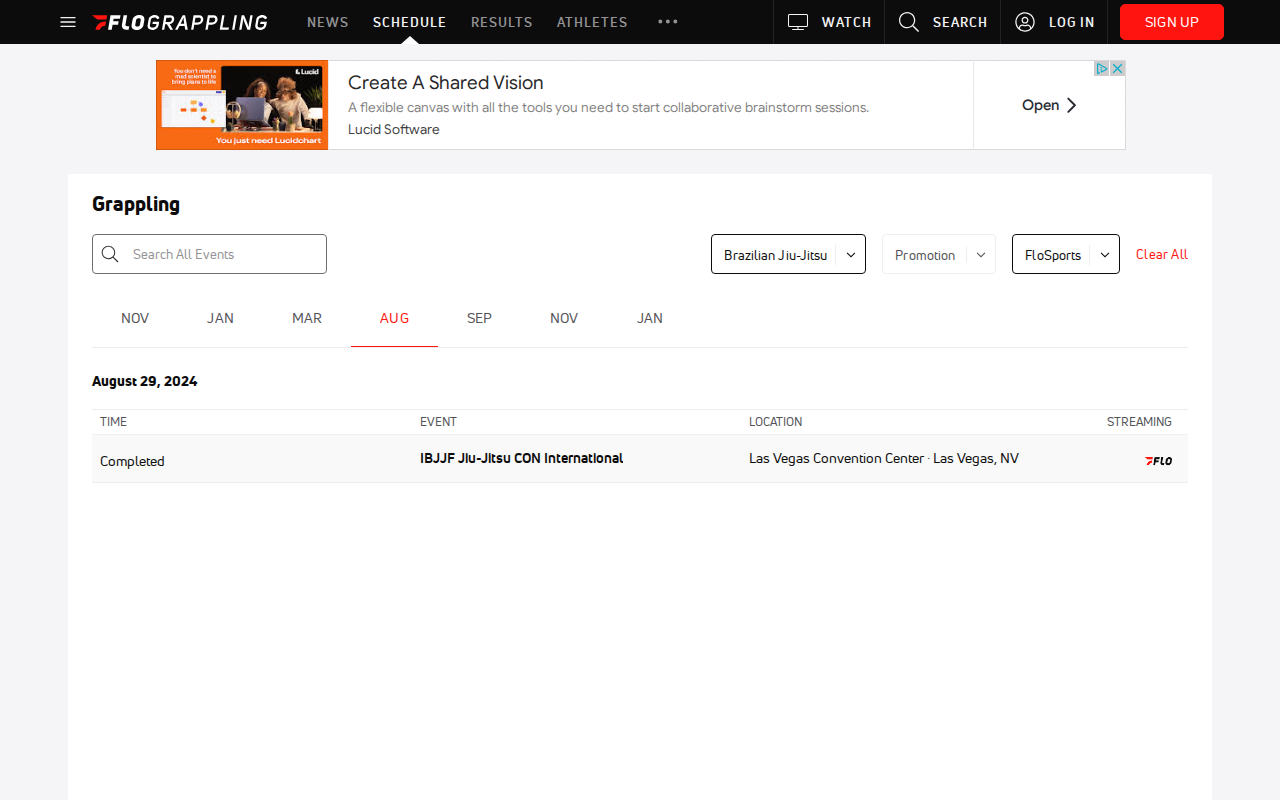 FLOGRAPPLING NEWS SCHEDULE RESULTS ATHLETES WATCH SEARCH LOG IN SIGN UP
You don't need a mad scientist to bring plans to life
Lucid
You just need Lucidchart
Create A Shared Vision
A flexible canvas with all the tools you need to start collaborative brainstorm sessions.
Lucid Software
Open
Grappling
Search All Events
Brazilian Jiu-Jitsu Promotion FloSports Clear All
NOV JAN MAR AUG SEP NOV JAN
August 29, 2024
TIME EVENT LOCATION STREAMING
Completed IBJJF Jiu-Jitsu CON International Las Vegas Convention Center · Las Vegas, NV FLO